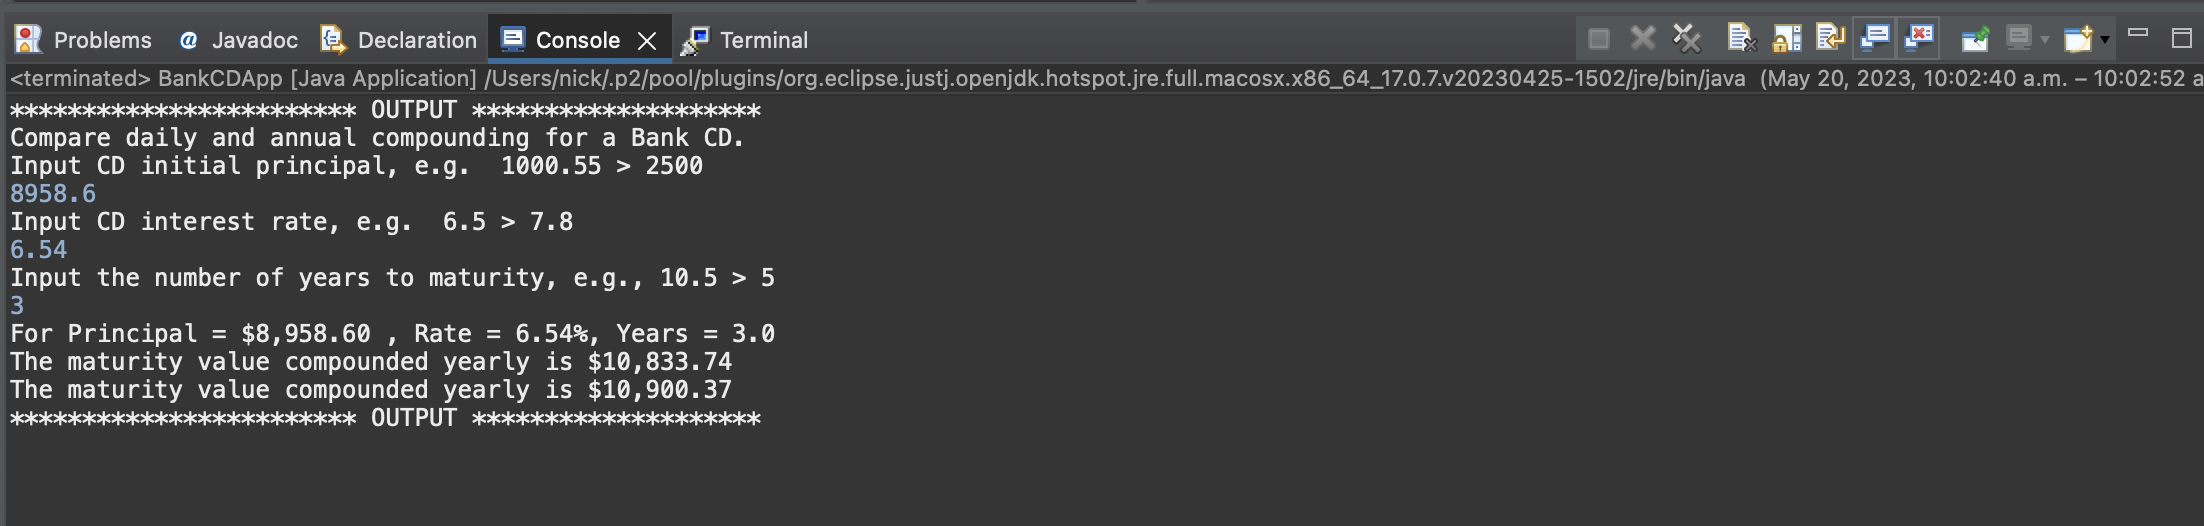 Problems @ Javadoc Declaration Console Terminal
<terminated> BankCDApp [Java Application] /Users/nick/.p2/pool/plugins/org.eclipse.justj.openjdk.hotspot.jre.full.macosx.x86_64_17.0.7.v20230425-1502/jre/bin/java (May 20, 2023, 10:02:40 a.m. – 10:02:52 a
************************ OUTPUT ********************
Compare daily and annual compounding for a Bank CD.
Input CD initial principal, e.g.  1000.55 > 2500
8958.6
Input CD interest rate, e.g.  6.5 > 7.8
6.54
Input the number of years to maturity, e.g., 10.5 > 5
3
For Principal = $8,958.60 , Rate = 6.54%, Years = 3.0
The maturity value compounded yearly is $10,833.74
The maturity value compounded yearly is $10,900.37
************************ OUTPUT ********************